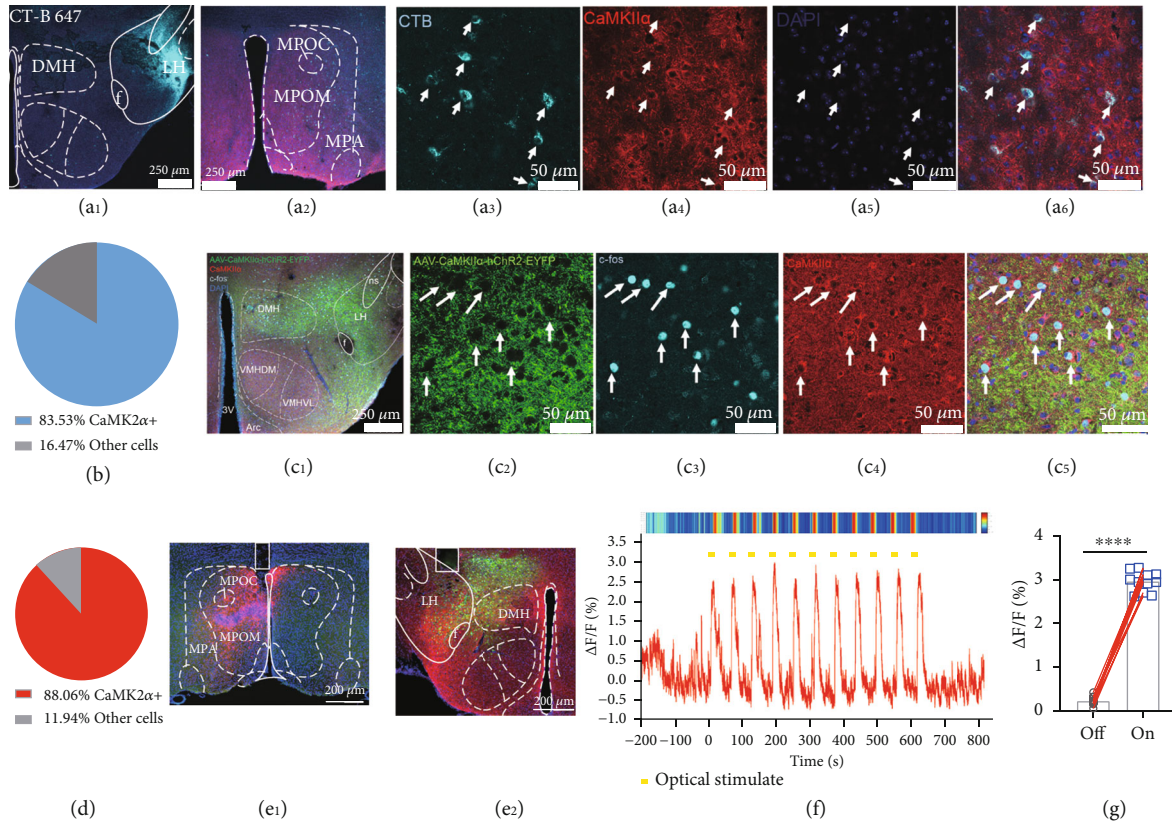 CT-B 647
DMH
LH
f
250 μm
MPOC
MPOM
MPA
250 μm
CTB
50 μm
CaMKIIα
50 μm
DAPI
50 μm
50 μm
(a1)
(a2)
(a3)
(a4)
(a5)
(a6)
83.53% CaMK2α+
16.47% Other cells
(b)
AAV-CaMKIIα-hChR2-EYFP
CaMKIIα
c-fos
DAPI
DMH
ns
LH
f
VMHDM
VMHVL
3V
Arc
250 μm
AAV-CaMKIIα-hChR2-EYFP
50 μm
c-fos
50 μm
CaMKIIα
50 μm
50 μm
(c1)
(c2)
(c3)
(c4)
(c5)
88.06% CaMK2α+
11.94% Other cells
(d)
MPOC
MPOM
MPA
200 μm
(e1)
LH
f
DMH
200 μm
(e2)
ΔF/F (%)
3.5
3.0
2.5
2.0
1.5
1.0
0.5
0.0
−0.5
−1.0
−200 −100 0 100 200 300 400 500 600 700 800
Time (s)
Optical stimulate
(f)
****
ΔF/F (%)
4
3
2
1
0
Off On
(g)